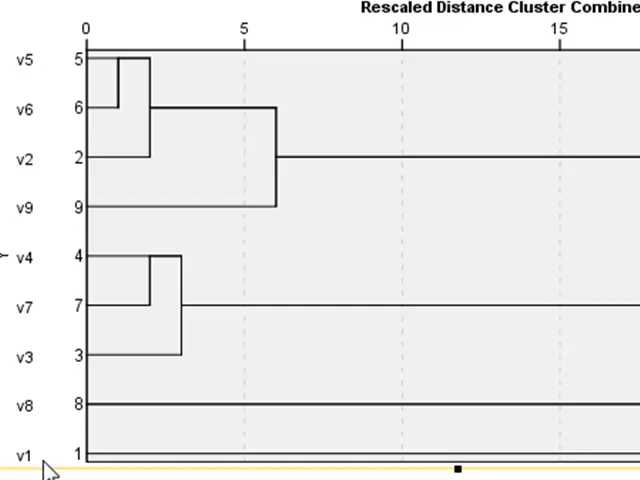 Rescaled Distance Cluster Combine
0 5 10 15
v5 5
v6 6
v2 2
v9 9
Y
v4 4
v7 7
v3 3
v8 8
v1 1